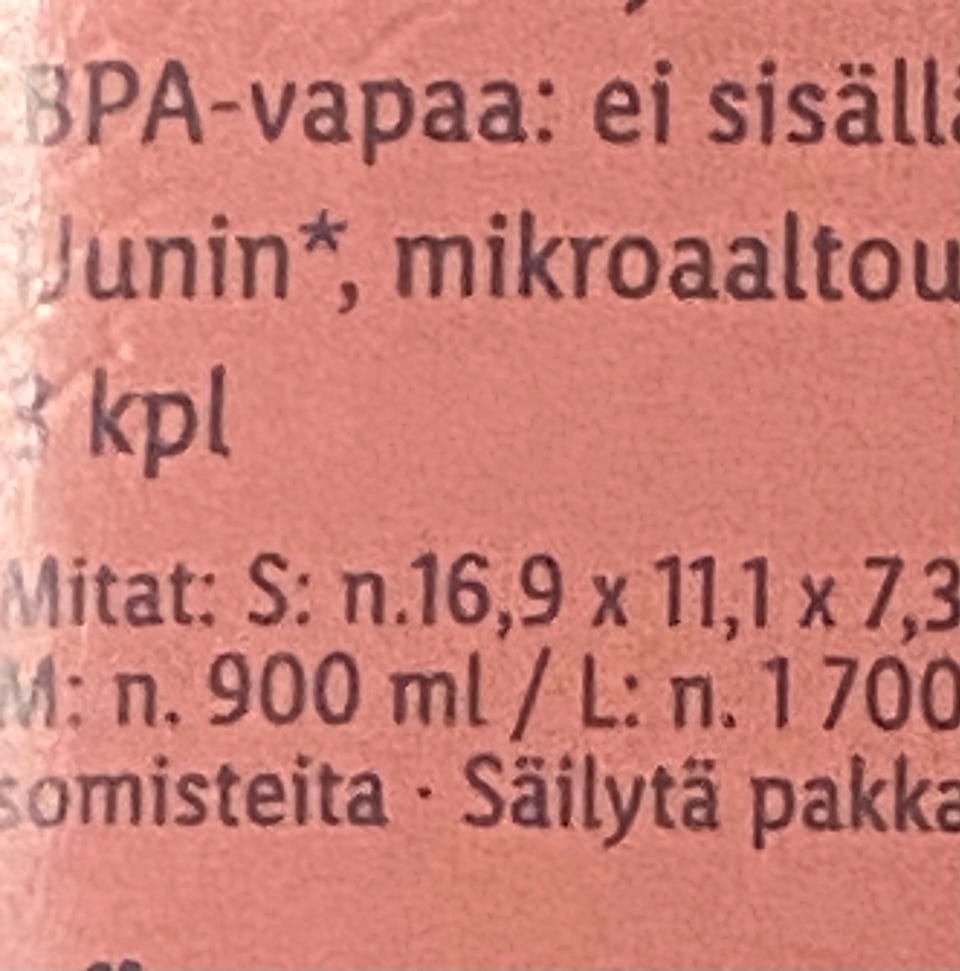 BPA-vapaa: ei sisällä
Junin*, mikroaaltou
3 kpl
Mitat: S: n.16,9 x 11,1 x 7,3
M: n. 900 ml / L: n. 1 700
somisteita · Säilytä pakka